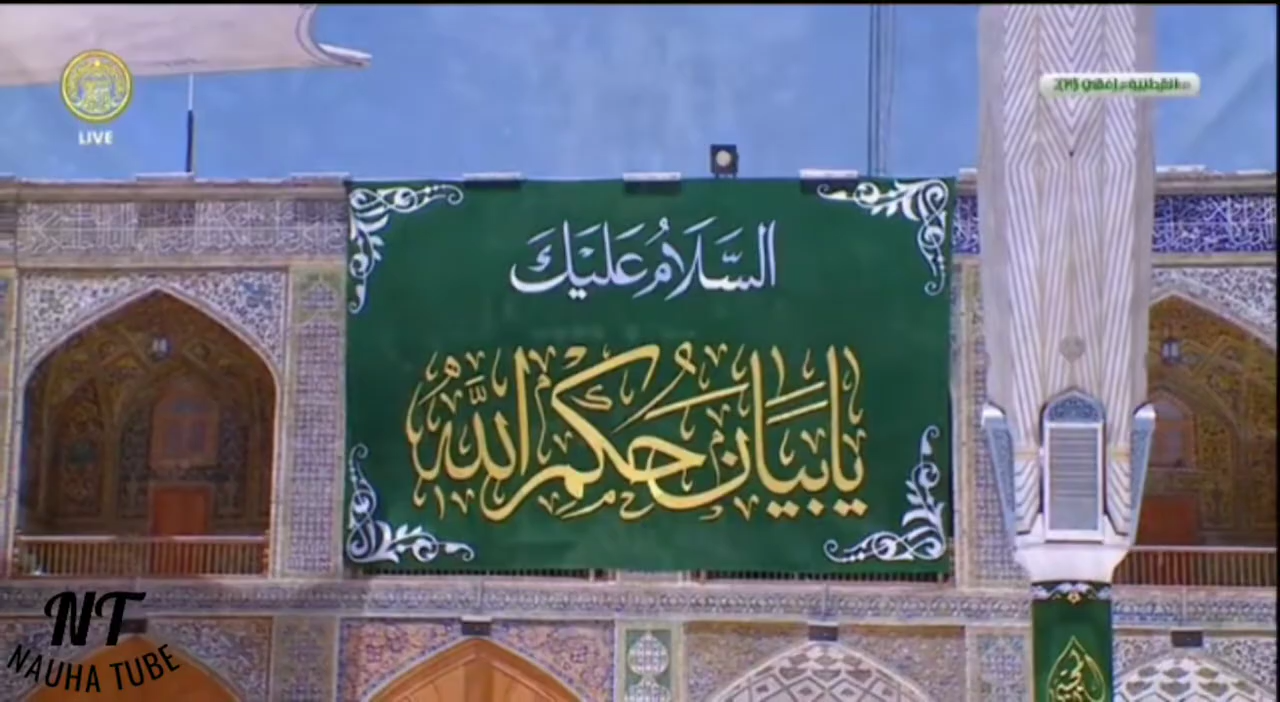 LIVE
السَّلَامُ عَلَيْكَ
يَا بَيَانَ حُكْمِ اللهِ
NT
NAUHA TUBE